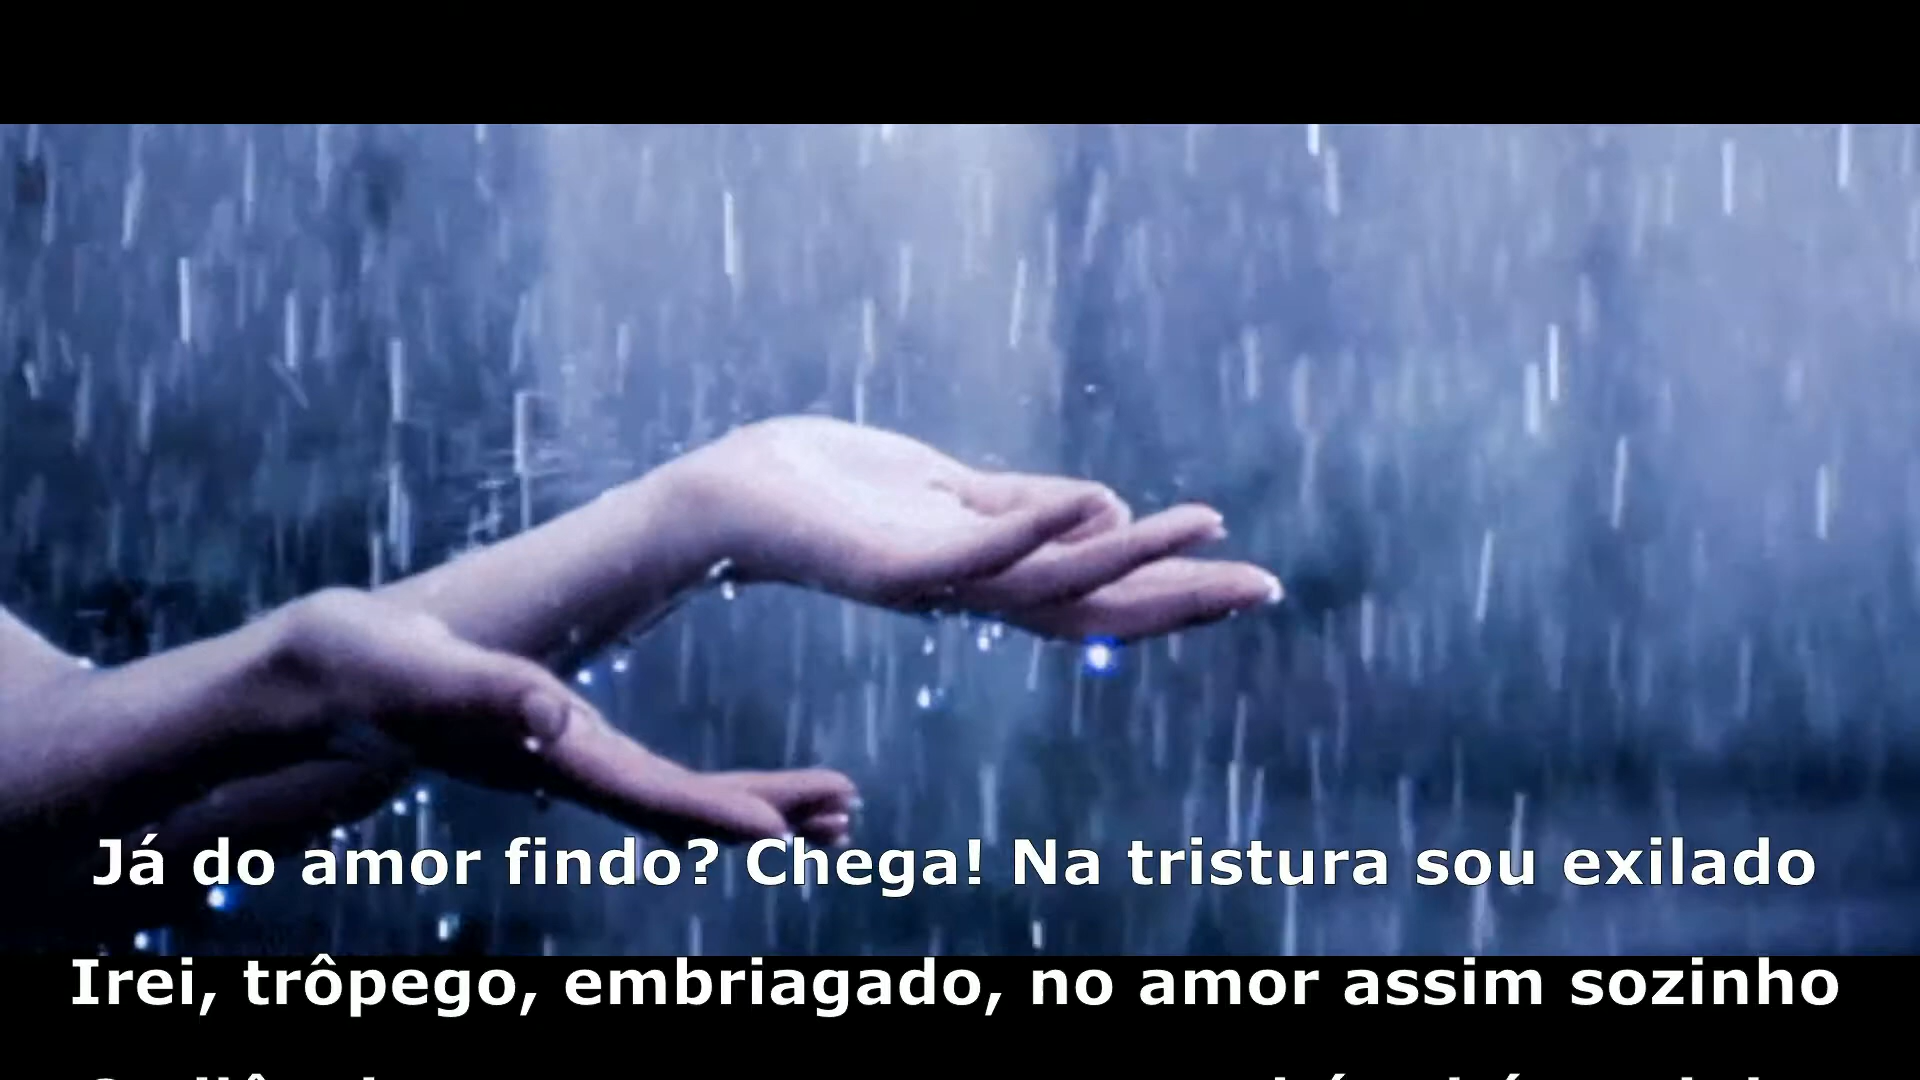 Já do amor findo? Chega! Na tristura sou exilado
Irei, trôpego, embriagado, no amor assim sozinho